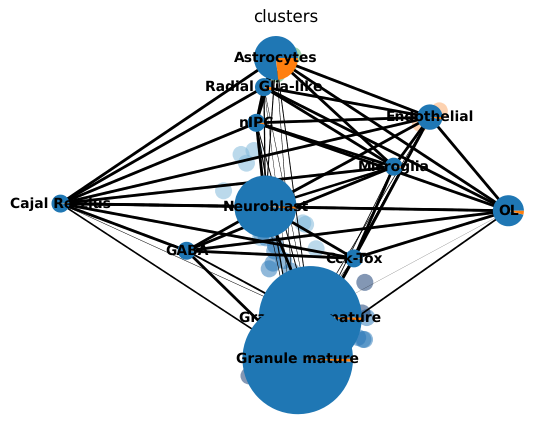 clusters
Astrocytes
Radial Glia-like
Endothelial
nIPC
Microglia
Cajal Retzius
Neuroblast
OL
GABA
Cck-Tox
Granule immature
Granule mature